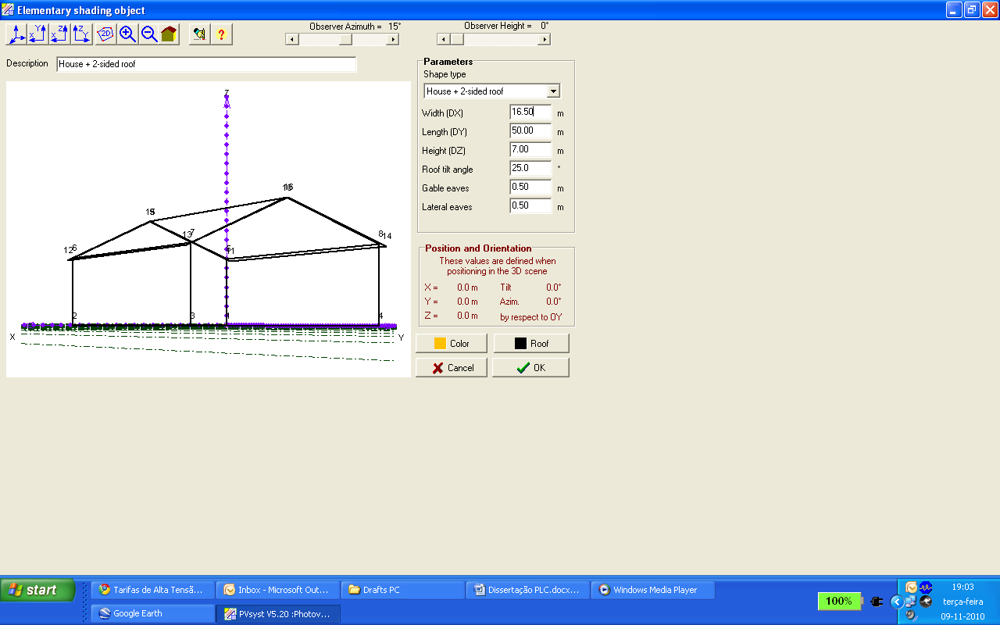 Elementary shading object
Observer Azimuth = 15°
Observer Height = 0°
Description House + 2-sided roof
Parameters
Shape type
House + 2-sided roof
Width (DX) 16.50 m
Length (DY) 50.00 m
Height (DZ) 7.00 m
Roof tilt angle 25.0 °
Gable eaves 0.50 m
Lateral eaves 0.50 m
Position and Orientation
These values are defined when
positioning in the 3D scene
X = 0.0 m Tilt 0.0°
Y = 0.0 m Azim. 0.0°
Z = 0.0 m by respect to OY
Color Roof
Cancel OK
Z
16
13 7
8 14
12 6
2 3 4
X Y
start
Tarifas de Alta Tensã...
Inbox - Microsoft Out...
Drafts PC
Dissertação PLC.docx...
Windows Media Player
Google Earth
PVsyst V5.20 :Photov...
100%
19:03
terça-feira
09-11-2010